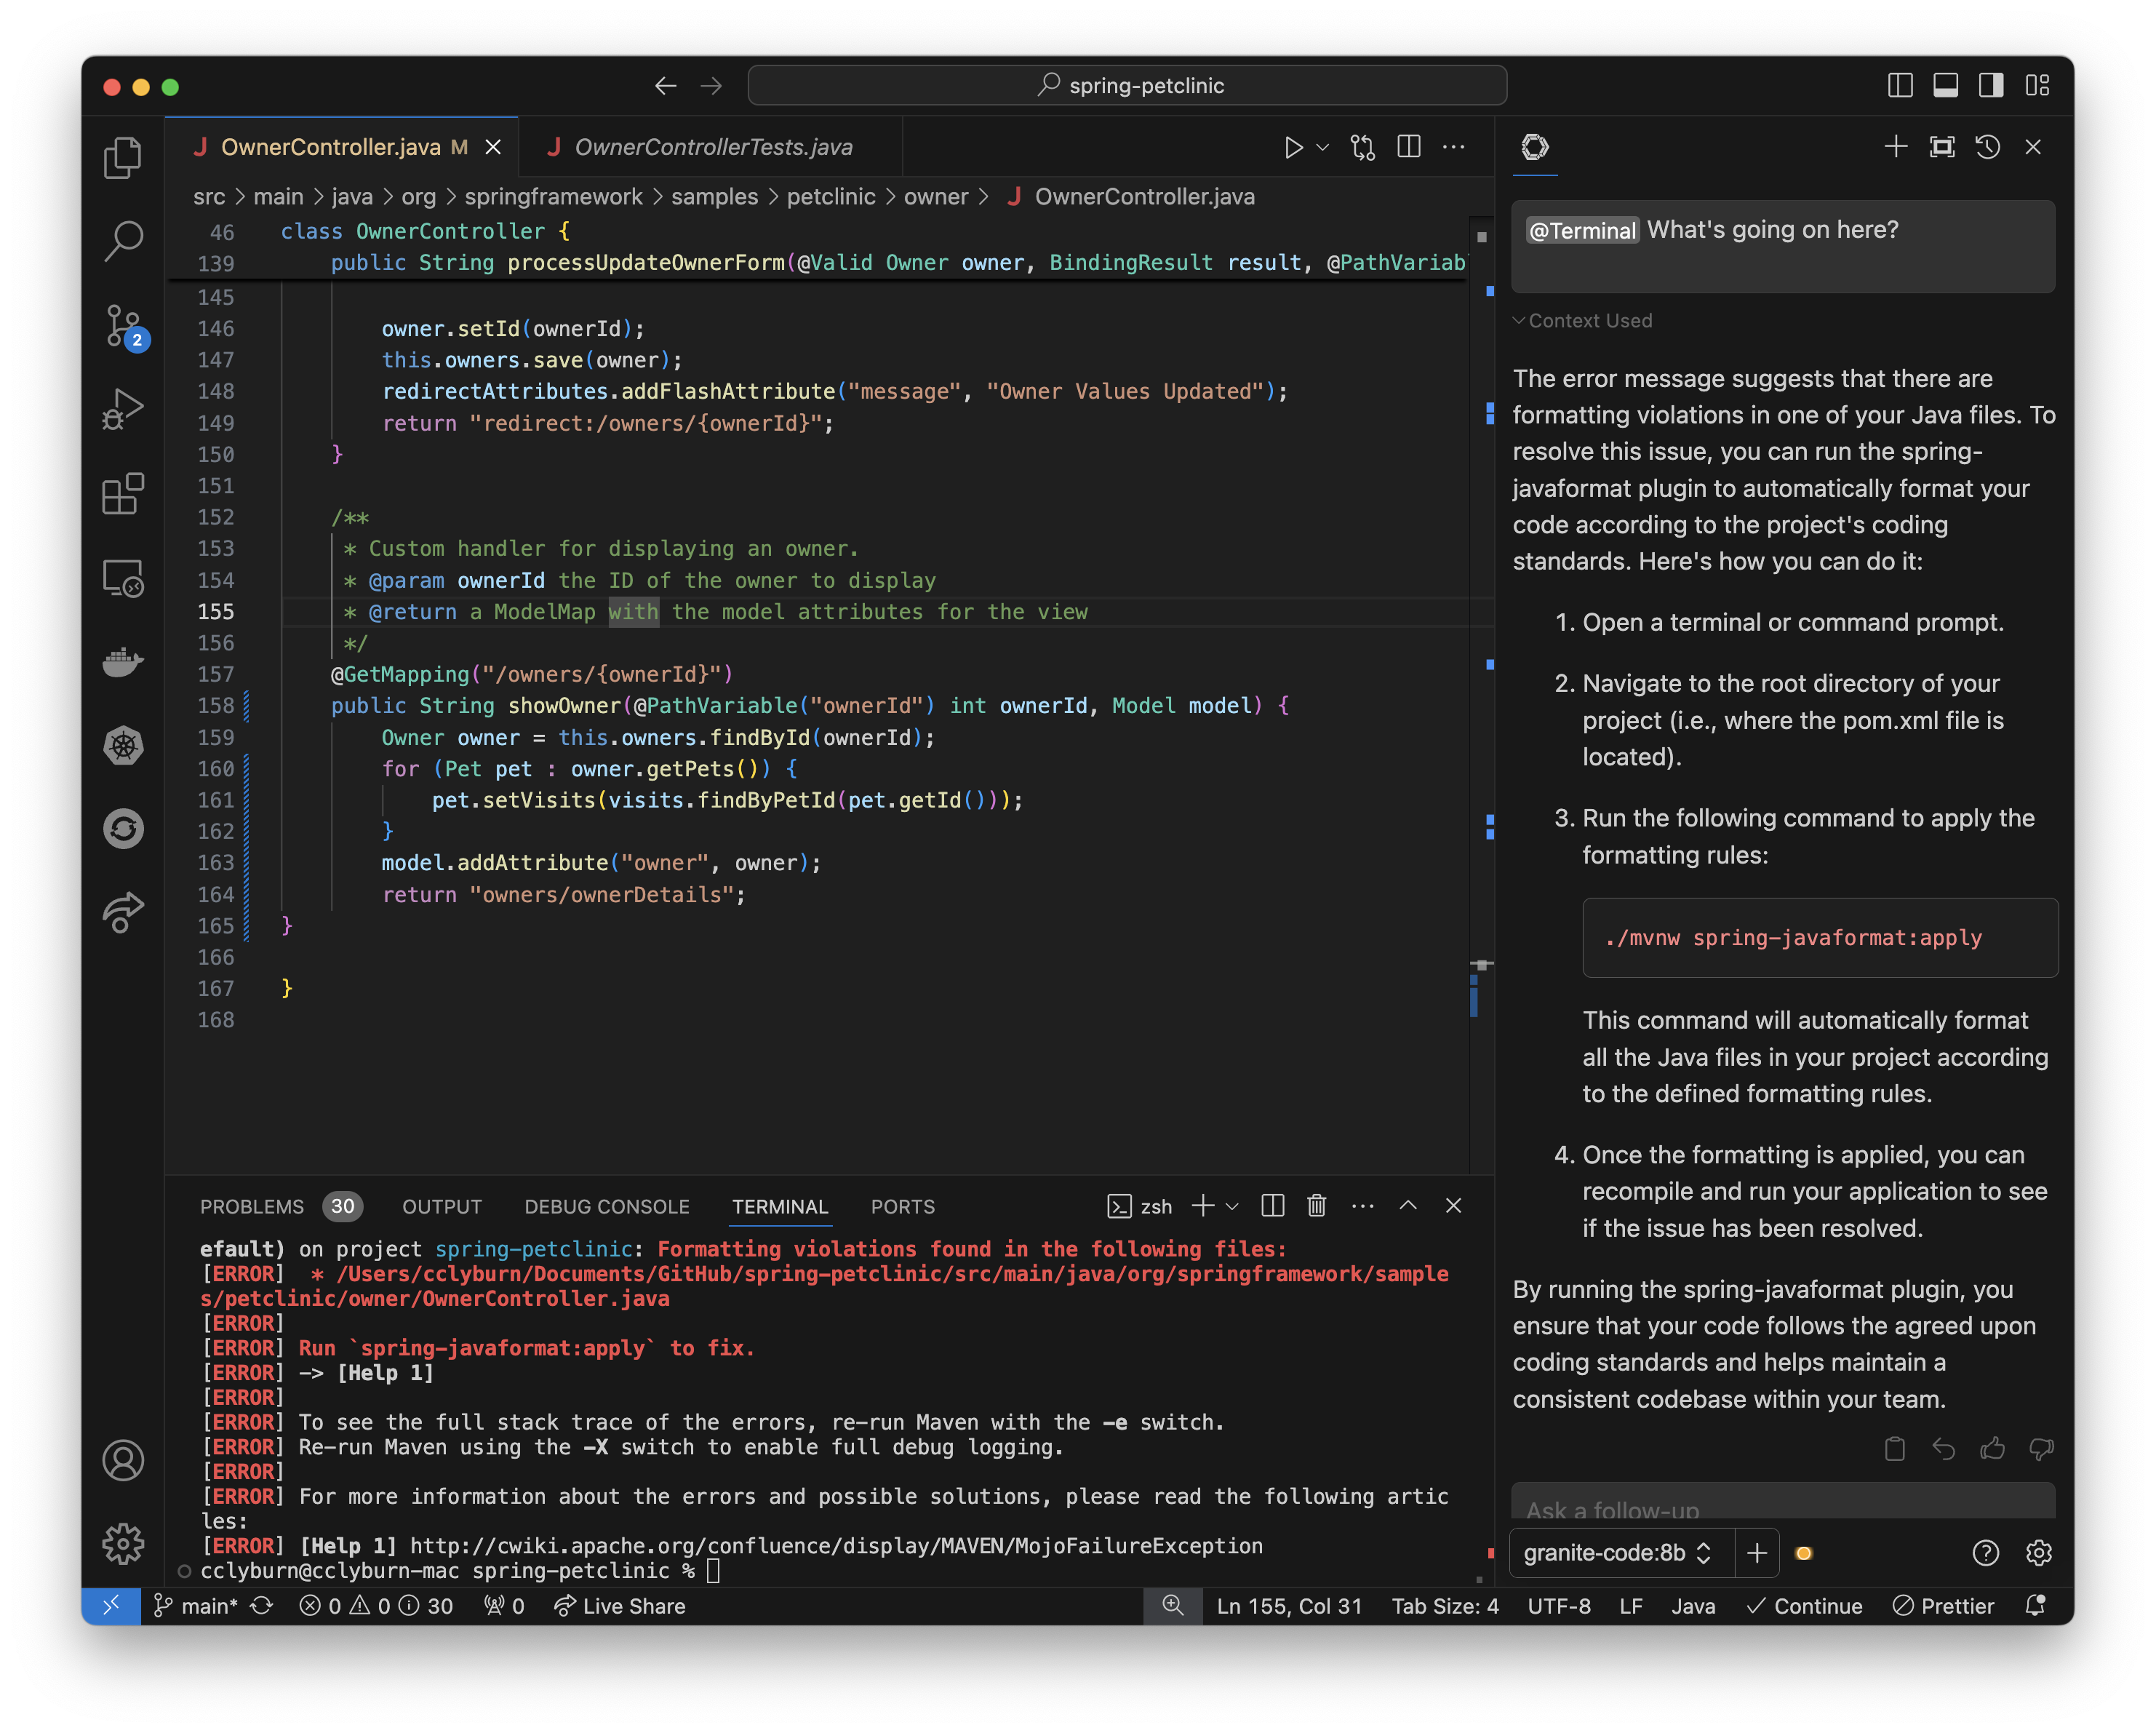 spring-petclinic
OwnerController.java M
OwnerControllerTests.java
src > main > java > org > springframework > samples > petclinic > owner > OwnerController.java
46 class OwnerController {
139 public String processUpdateOwnerForm(@Valid Owner owner, BindingResult result, @PathVariab
145
146 owner.setId(ownerId);
147 this.owners.save(owner);
148 redirectAttributes.addFlashAttribute("message", "Owner Values Updated");
149 return "redirect:/owners/{ownerId}";
150 }
151
152 /**
153 * Custom handler for displaying an owner.
154 * @param ownerId the ID of the owner to display
155 * @return a ModelMap with the model attributes for the view
156 */
157 @GetMapping("/owners/{ownerId}")
158 public String showOwner(@PathVariable("ownerId") int ownerId, Model model) {
159 Owner owner = this.owners.findById(ownerId);
160 for (Pet pet : owner.getPets()) {
161 pet.setVisits(visits.findByPetId(pet.getId()));
162 }
163 model.addAttribute("owner", owner);
164 return "owners/ownerDetails";
165 }
166
167 }
168
2
PROBLEMS 30 OUTPUT DEBUG CONSOLE TERMINAL PORTS zsh
efault) on project spring-petclinic: Formatting violations found in the following files:
[ERROR] * /Users/cclyburn/Documents/GitHub/spring-petclinic/src/main/java/org/springframework/sample
s/petclinic/owner/OwnerController.java
[ERROR]
[ERROR] Run `spring-javaformat:apply` to fix.
[ERROR] -> [Help 1]
[ERROR]
[ERROR] To see the full stack trace of the errors, re-run Maven with the -e switch.
[ERROR] Re-run Maven using the -X switch to enable full debug logging.
[ERROR]
[ERROR] For more information about the errors and possible solutions, please read the following artic
les:
[ERROR] [Help 1] http://cwiki.apache.org/confluence/display/MAVEN/MojoFailureException
cclyburn@cclyburn-mac spring-petclinic %
@Terminal What's going on here?
Context Used
The error message suggests that there are
formatting violations in one of your Java files. To
resolve this issue, you can run the spring-
javaformat plugin to automatically format your
code according to the project's coding
standards. Here's how you can do it:
1. Open a terminal or command prompt.
2. Navigate to the root directory of your
project (i.e., where the pom.xml file is
located).
3. Run the following command to apply the
formatting rules:
./mvnw spring-javaformat:apply
This command will automatically format
all the Java files in your project according
to the defined formatting rules.
4. Once the formatting is applied, you can
recompile and run your application to see
if the issue has been resolved.
By running the spring-javaformat plugin, you
ensure that your code follows the agreed upon
coding standards and helps maintain a
consistent codebase within your team.
Ask a follow-up
granite-code:8b
main* 0 0 30 0 Live Share Ln 155, Col 31 Tab Size: 4 UTF-8 LF Java Continue Prettier